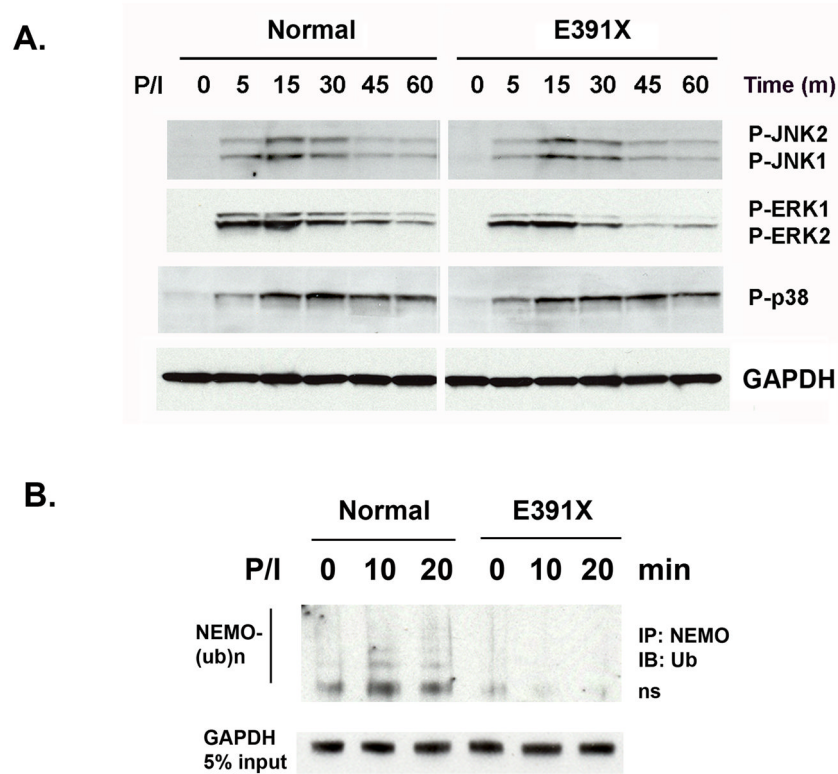 A.
Normal E391X
P/I 0 5 15 30 45 60 0 5 15 30 45 60 Time (m)
P-JNK2
P-JNK1
P-ERK1
P-ERK2
P-p38
GAPDH
B.
Normal E391X
P/I 0 10 20 0 10 20 min
NEMO-
(ub)n
IP: NEMO
IB: Ub
ns
GAPDH
5% input